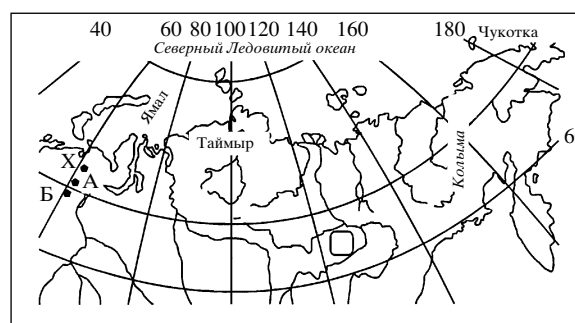 40 60 80 100 120 140 160 180 Чукотка
Северный Ледовитый океан
Ямал
Таймыр
Колыма
6
Х
А
Б